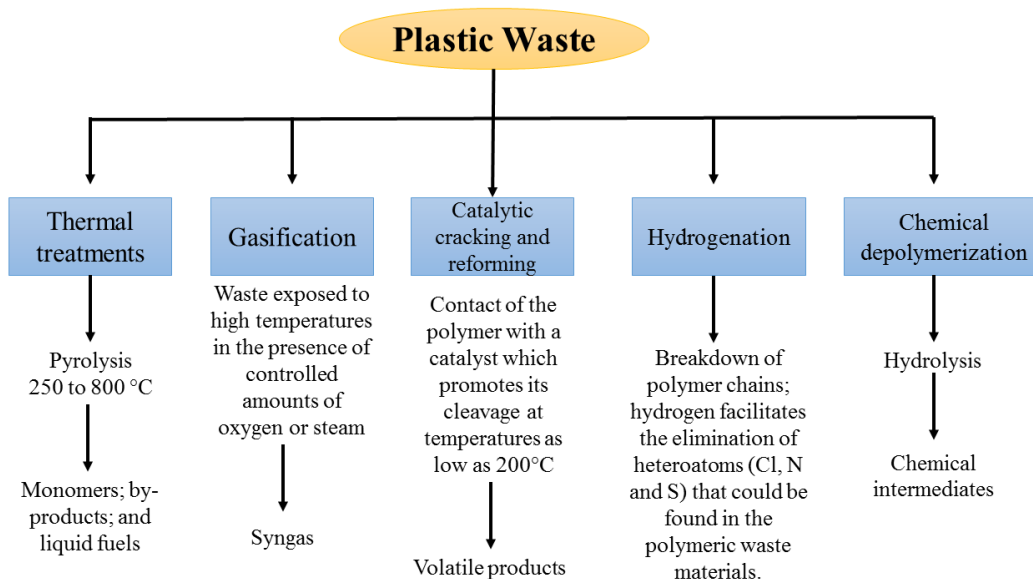 Plastic Waste
Thermal
treatments
Pyrolysis
250 to 800 °C
Monomers; by-
products; and
liquid fuels
Gasification
Waste exposed to
high temperatures
in the presence of
controlled
amounts of
oxygen or steam
Syngas
Catalytic
cracking and
reforming
Contact of the
polymer with a
catalyst which
promotes its
cleavage at
temperatures as
low as 200°C
Volatile products
Hydrogenation
Breakdown of
polymer chains;
hydrogen facilitates
the elimination of
heteroatoms (Cl, N
and S) that could be
found in the
polymeric waste
materials.
Chemical
depolymerization
Hydrolysis
Chemical
intermediates